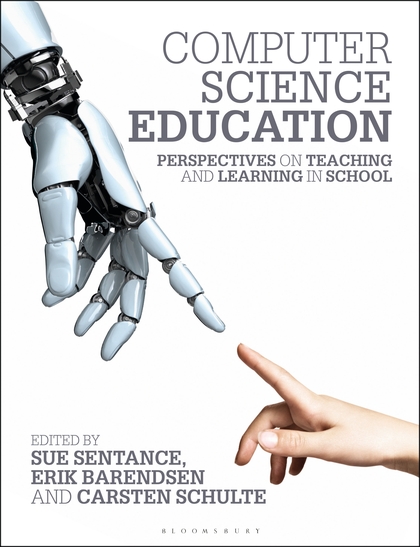 COMPUTER
SCIENCE
EDUCATION
PERSPECTIVES ON TEACHING
AND LEARNING IN SCHOOL
EDITED BY
SUE SENTANCE,
ERIK BARENDSEN
AND CARSTEN SCHULTE
BLOOMSBURY